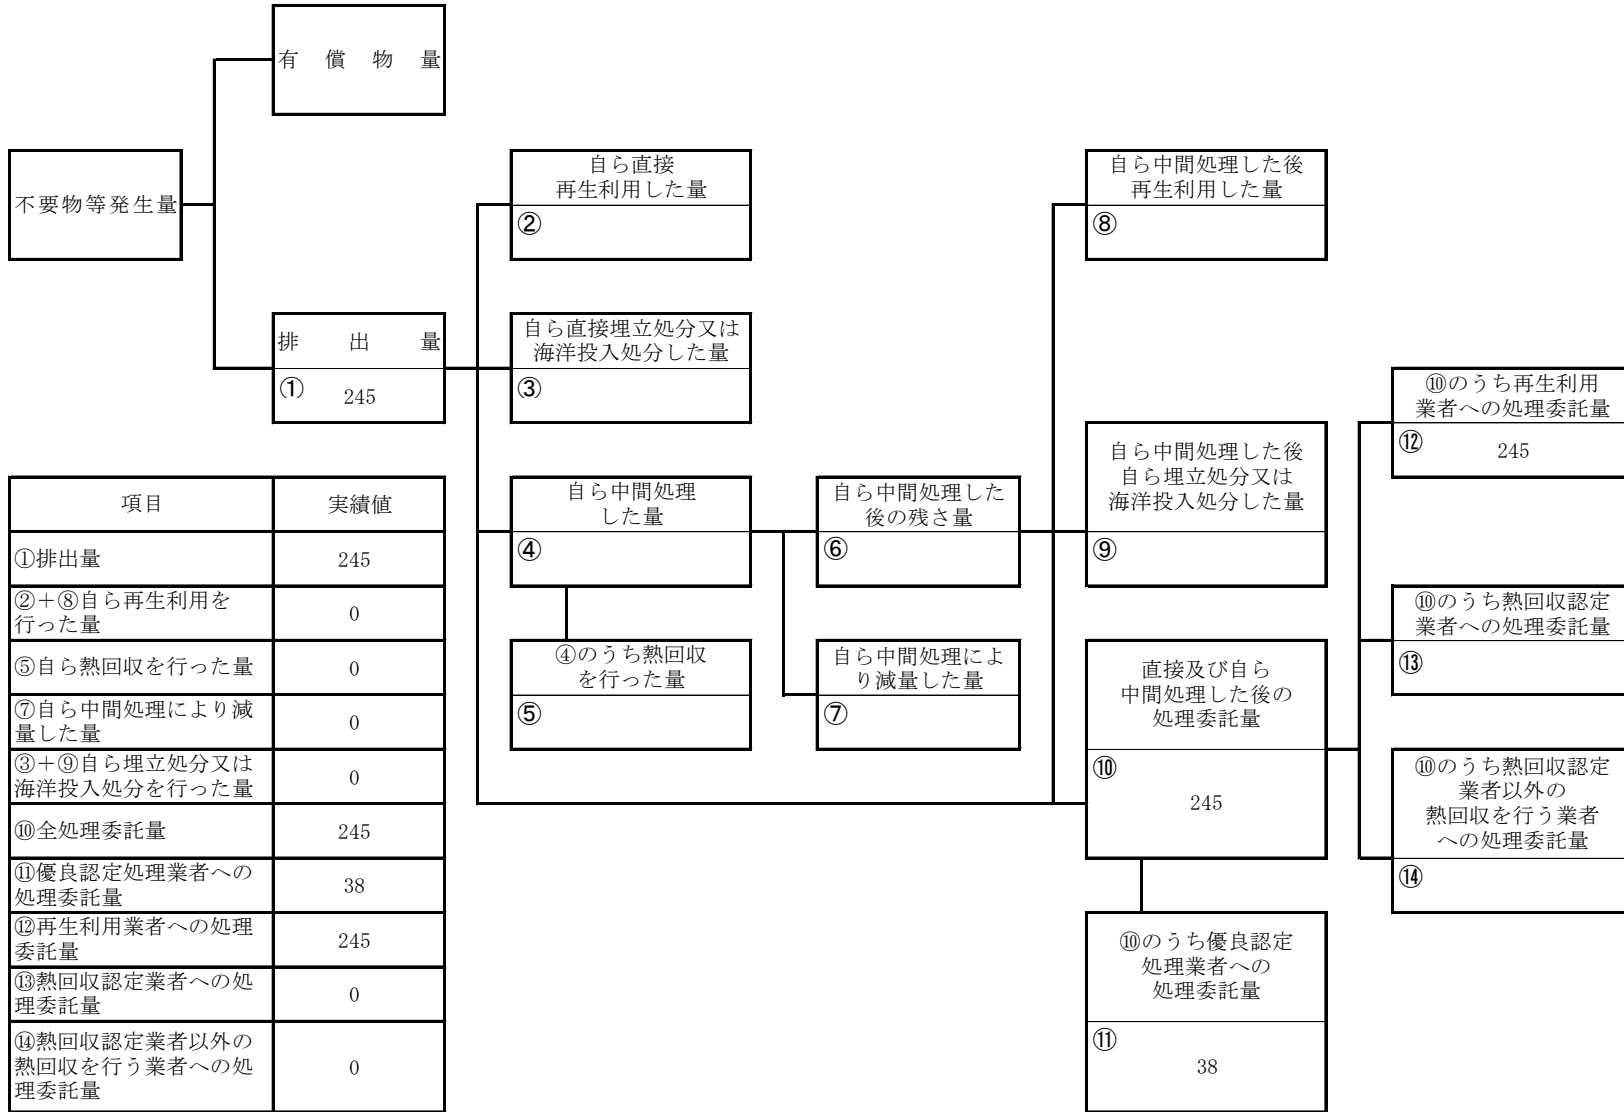 有償物量
不要物等発生量
排出量
① 245
自ら直接
再生利用した量
②
自ら直接埋立処分又は
海洋投入処分した量
③
自ら中間処理
した量
④
④のうち熱回収
を行った量
⑤
自ら中間処理した
後の残さ量
⑥
自ら中間処理によ
り減量した量
⑦
自ら中間処理した後
再生利用した量
⑧
自ら中間処理した後
自ら埋立処分又は
海洋投入処分した量
⑨
直接及び自ら
中間処理した後の
処理委託量
⑩
245
⑩のうち優良認定
処理業者への
処理委託量
⑪
38
⑩のうち再生利用
業者への処理委託量
⑫ 245
⑩のうち熱回収認定
業者への処理委託量
⑬
⑩のうち熱回収認定
業者以外の
熱回収を行う業者
への処理委託量
⑭
項目 実績値
①排出量 245
②+⑧自ら再生利用を
行った量 0
⑤自ら熱回収を行った量 0
⑦自ら中間処理により減
量した量 0
③+⑨自ら埋立処分又は
海洋投入処分を行った量 0
⑩全処理委託量 245
⑪優良認定処理業者への
処理委託量 38
⑫再生利用業者への処理
委託量 245
⑬熱回収認定業者への処
理委託量 0
⑭熱回収認定業者以外の
熱回収を行う業者への処 0
理委託量